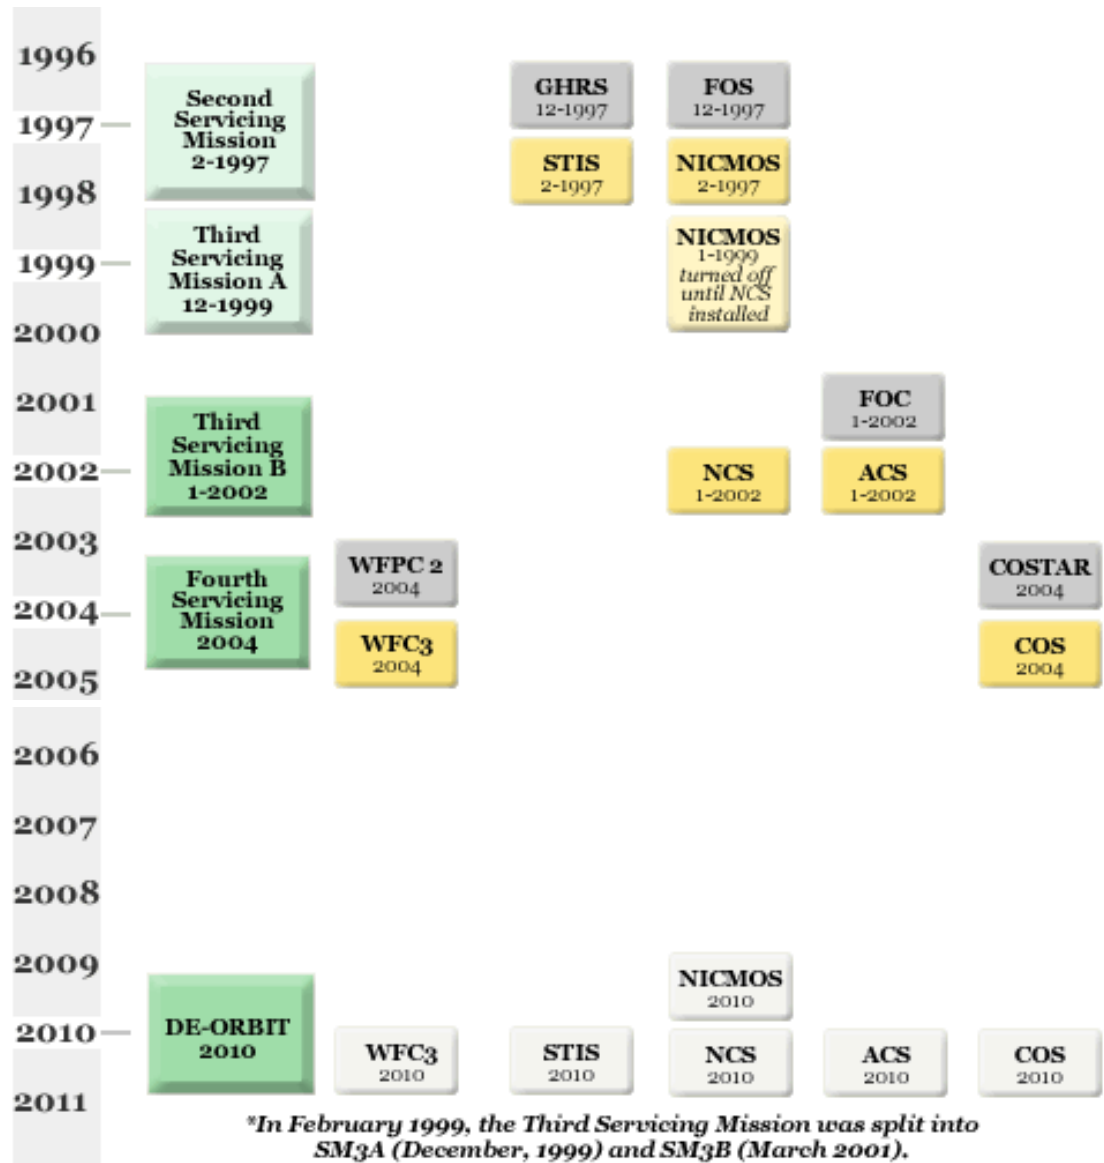 1996
1997
1998
1999
2000
2001
2002
2003
2004
2005
2006
2007
2008
2009
2010
2011
Second
Servicing
Mission
2-1997
GHRS
12-1997
FOS
12-1997
STIS
2-1997
NICMOS
2-1997
Third
Servicing
Mission A
12-1999
NICMOS
1-1999
turned off
until NCS
installed
Third
Servicing
Mission B
1-2002
FOC
1-2002
NCS
1-2002
ACS
1-2002
Fourth
Servicing
Mission
2004
WFPC 2
2004
COSTAR
2004
WFC3
2004
COS
2004
DE-ORBIT
2010
NICMOS
2010
WFC3
2010
STIS
2010
NCS
2010
ACS
2010
COS
2010
*In February 1999, the Third Servicing Mission was split into
SM3A (December, 1999) and SM3B (March 2001).